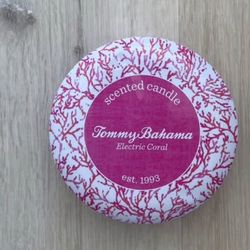 scented candle
Tommy Bahama
Electric Coral
est. 1993